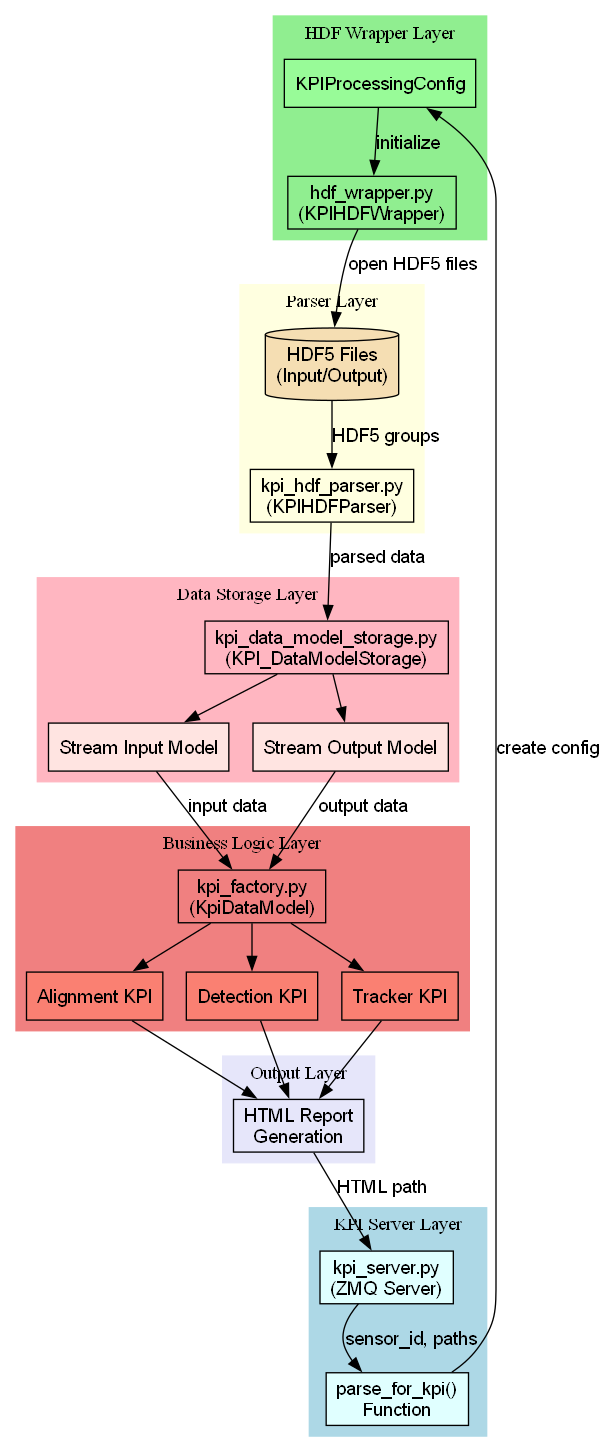 HDF Wrapper Layer
KPIProcessingConfig
initialize
hdf_wrapper.py
(KPIHDFWrapper)
open HDF5 files
Parser Layer
HDF5 Files
(Input/Output)
HDF5 groups
kpi_hdf_parser.py
(KPIHDFParser)
parsed data
Data Storage Layer
kpi_data_model_storage.py
(KPI_DataModelStorage)
Stream Input Model
Stream Output Model
create config
input data
output data
Business Logic Layer
kpi_factory.py
(KpiDataModel)
Alignment KPI
Detection KPI
Tracker KPI
Output Layer
HTML Report
Generation
HTML path
KPI Server Layer
kpi_server.py
(ZMQ Server)
sensor_id, paths
parse_for_kpi()
Function